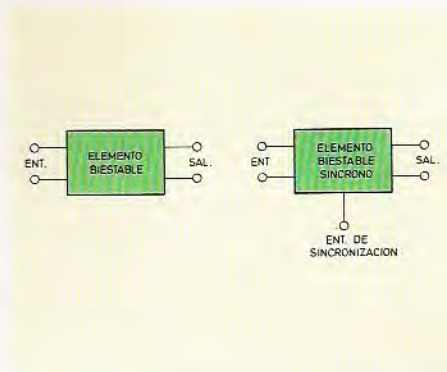 ENT.
ELEMENTO
BIESTABLE
SAL.
ENT
ELEMENTO
BIESTABLE
SINCRONO
SAL.
ENT. DE
SINCRONIZACION